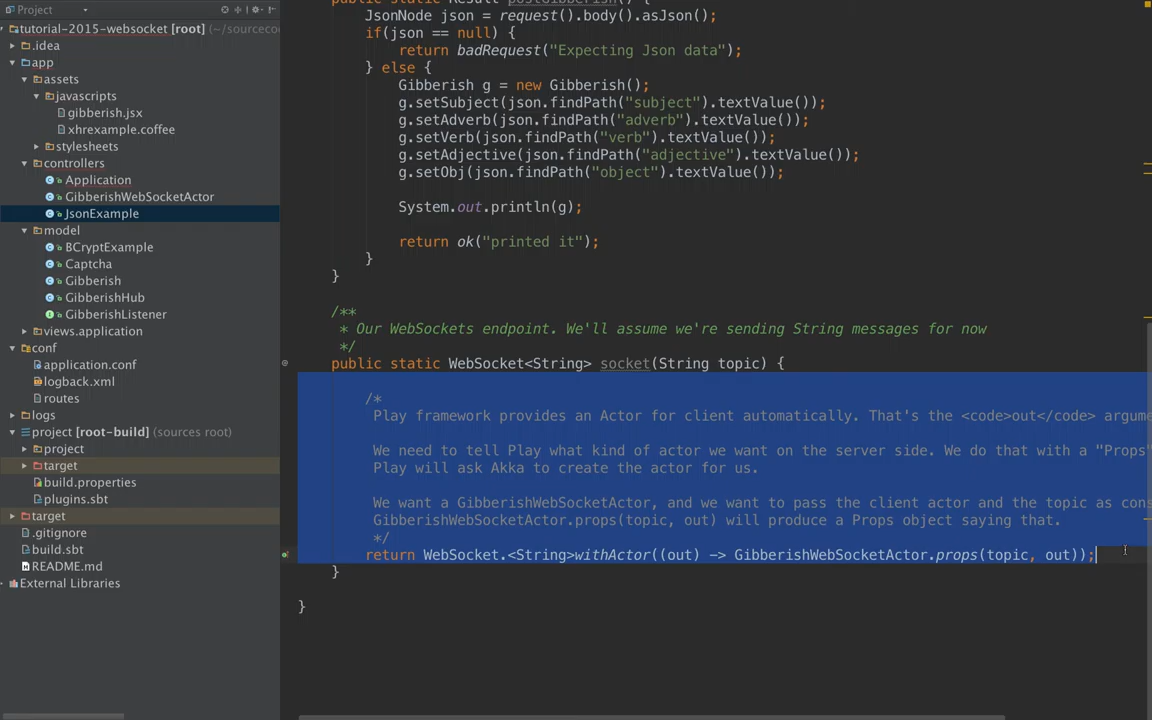 Project
tutorial-2015-websocket [root] (~/sourceco
.idea
app
assets
javascripts
gibberish.jsx
xhrexample.coffee
stylesheets
controllers
Application
GibberishWebSocketActor
JsonExample
model
BCryptExample
Captcha
Gibberish
GibberishHub
GibberishListener
views.application
conf
application.conf
logback.xml
routes
logs
project [root-build] (sources root)
project
target
build.properties
plugins.sbt
target
.gitignore
build.sbt
README.md
External Libraries
public static Result postGibberish() {
JsonNode json = request().body().asJson();
if(json == null) {
return badRequest("Expecting Json data");
} else {
Gibberish g = new Gibberish();
g.setSubject(json.findPath("subject").textValue());
g.setAdverb(json.findPath("adverb").textValue());
g.setVerb(json.findPath("verb").textValue());
g.setAdjective(json.findPath("adjective").textValue());
g.setObj(json.findPath("object").textValue());
System.out.println(g);
return ok("printed it");
}
}
/**
* Our WebSockets endpoint. We'll assume we're sending String messages for now
*/
public static WebSocket<String> socket(String topic) {
/*
Play framework provides an Actor for client automatically. That's the <code>out</code> argume
We need to tell Play what kind of actor we want on the server side. We do that with a "Props"
Play will ask Akka to create the actor for us.
We want a GibberishWebSocketActor, and we want to pass the client actor and the topic as cons
GibberishWebSocketActor.props(topic, out) will produce a Props object saying that.
*/
return WebSocket.<String>withActor((out) -> GibberishWebSocketActor.props(topic, out));
}
}